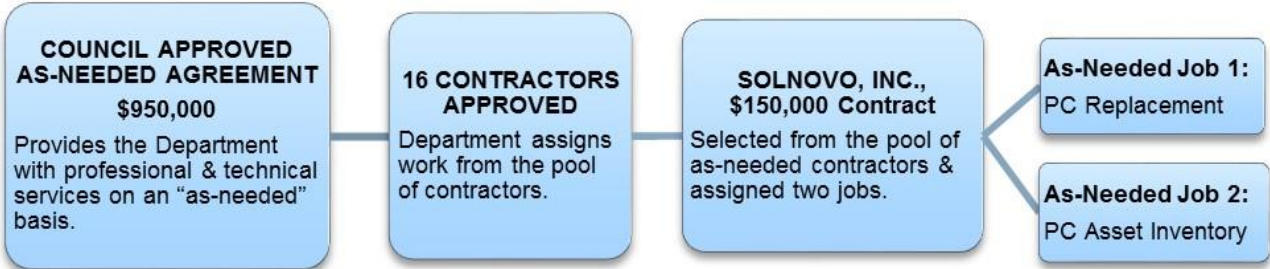 COUNCIL APPROVED
AS-NEEDED AGREEMENT
$950,000
Provides the Department
with professional & technical
services on an “as-needed”
basis.
16 CONTRACTORS
APPROVED
Department assigns
work from the pool
of contractors.
SOLNOVO, INC.,
$150,000 Contract
Selected from the pool of
as-needed contractors &
assigned two jobs.
As-Needed Job 1:
PC Replacement
As-Needed Job 2:
PC Asset Inventory